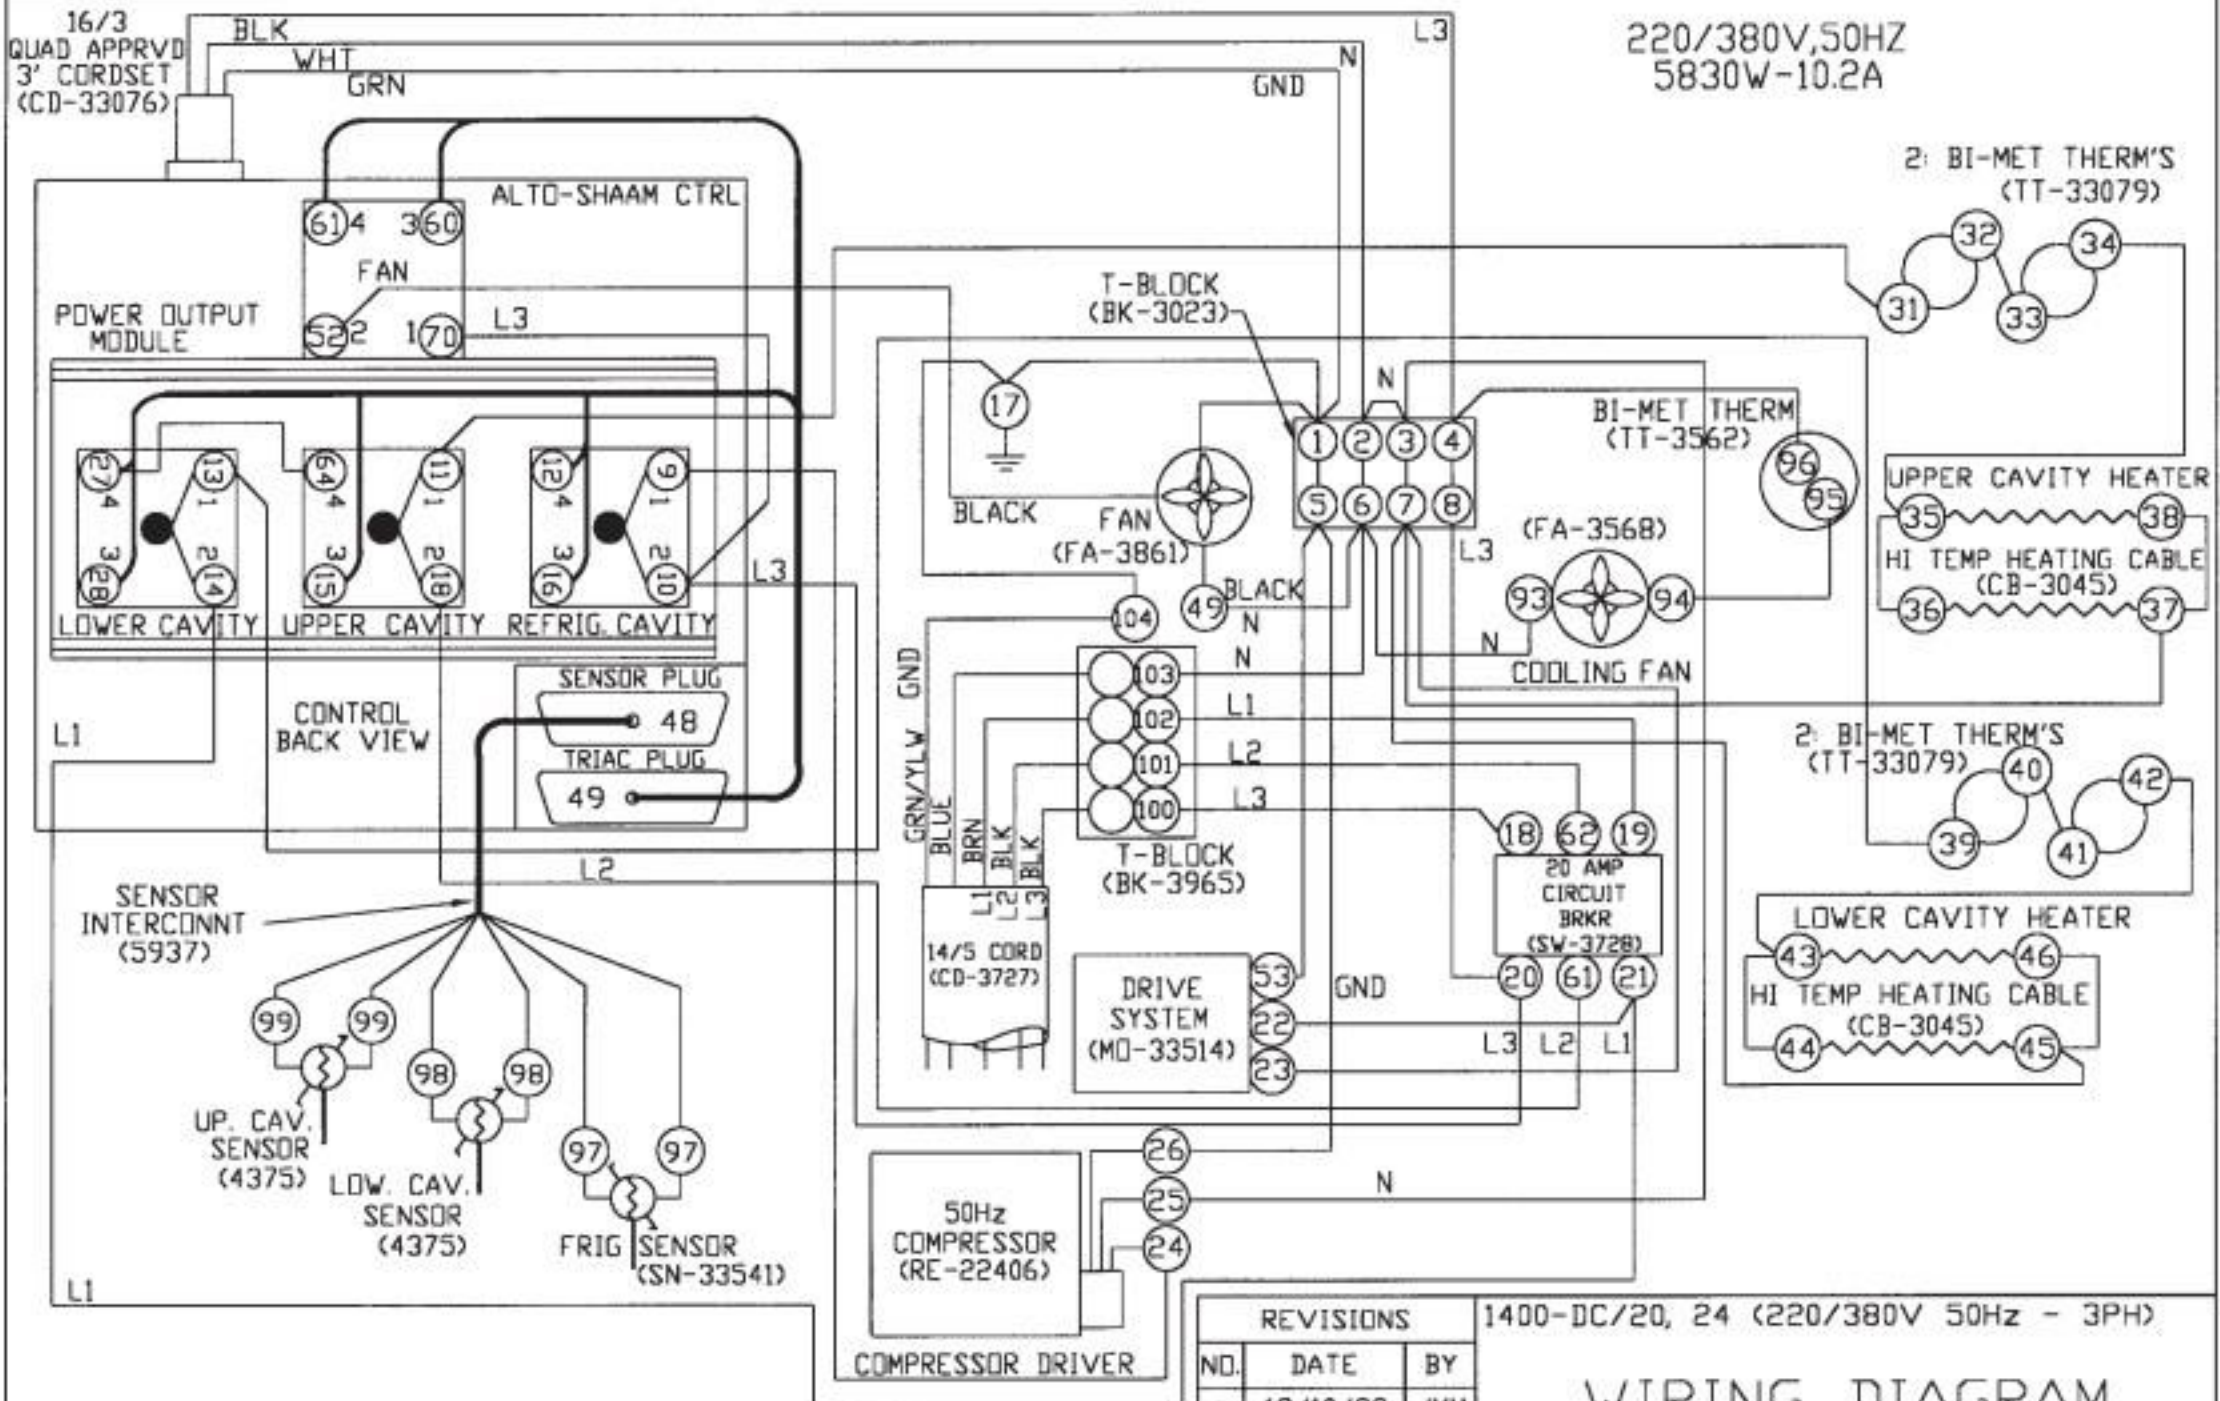 16/3
QUAD APPRVD
3' CORDSET
(CD-33076)
BLK
WHT
GRN
L3
N
GND
220/380V,50HZ
5830W-10.2A
2: BI-MET THERM'S
(TT-33079)
32
34
31
33
ALTO-SHAAM CTRL
61 4
3 60
FAN
52 2
1 70
L3
POWER OUTPUT
MODULE
T-BLOCK
(BK-3023)
17
N
BI-MET THERM
(TT-3562)
96
95
1
2
3
4
5
6
7
8
27
4
13
1
64
4
11
1
12
4
9
1
28
3
14
2
15
3
18
2
16
3
10
2
LOWER CAVITY
UPPER CAVITY
REFRIG. CAVITY
L3
BLACK
FAN
(FA-3861)
L3
(FA-3568)
UPPER CAVITY HEATER
35
38
HI TEMP HEATING CABLE
(CB-3045)
36
37
49
BLACK
N
93
94
N
COOLING FAN
104
GND
103
N
102
L1
101
L2
100
L3
SENSOR PLUG
48
TRIAC PLUG
49
CONTROL
BACK VIEW
L1
GRN/YLW
BLUE
BRN
BLK
BLK
T-BLOCK
(BK-3965)
2: BI-MET THERM'S
(TT-33079)
40
42
39
41
18
62
19
20 AMP
CIRCUIT
BRKR
(SW-3728)
20
61
21
L2
SENSOR
INTERCONNT
(5937)
L1
L2
L3
14/5 CORD
(CD-3727)
LOWER CAVITY HEATER
43
46
HI TEMP HEATING CABLE
(CB-3045)
44
45
DRIVE
SYSTEM
(MO-33514)
53
22
23
GND
L3
L2
L1
99
99
98
98
97
97
UP. CAV.
SENSOR
(4375)
LOW. CAV.
SENSOR
(4375)
FRIG SENSOR
(SN-33541)
L1
50Hz
COMPRESSOR
(RE-22406)
26
25
24
N
COMPRESSOR DRIVER
REVISIONS
NO.
DATE
BY
1400-DC/20, 24 (220/380V 50Hz - 3PH)
WIRING DIAGRAM